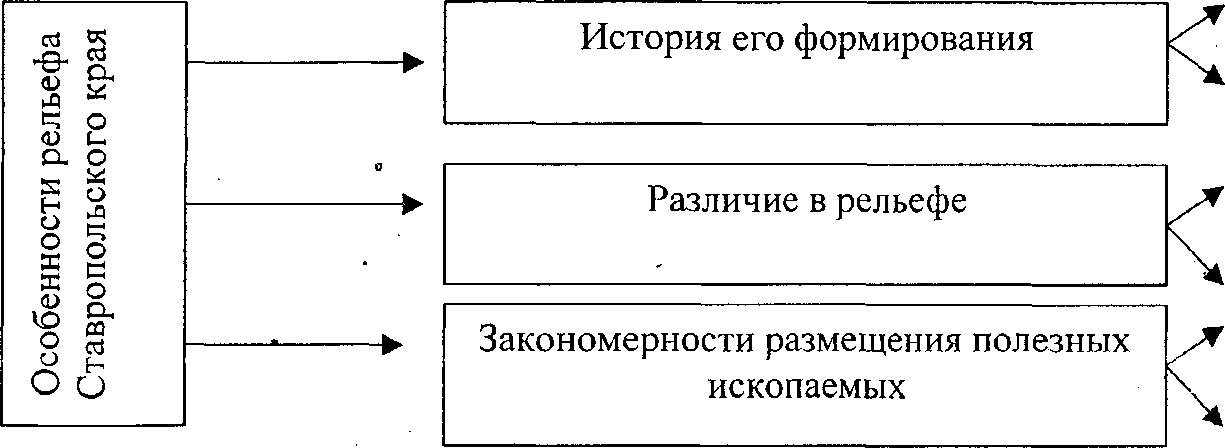 Особенности рельефа
Ставропольского края
История его формирования
Различие в рельефе
Закономерности размещения полезных
ископаемых